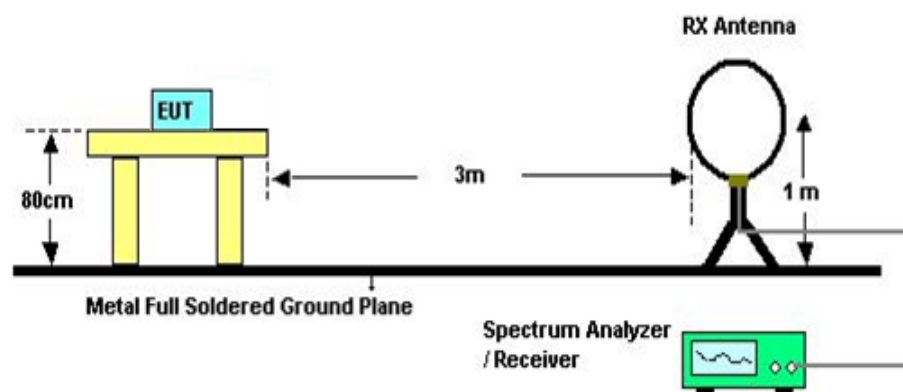 RX Antenna
EUT
80cm
3m
1 m
Metal Full Soldered Ground Plane
Spectrum Analyzer
/ Receiver